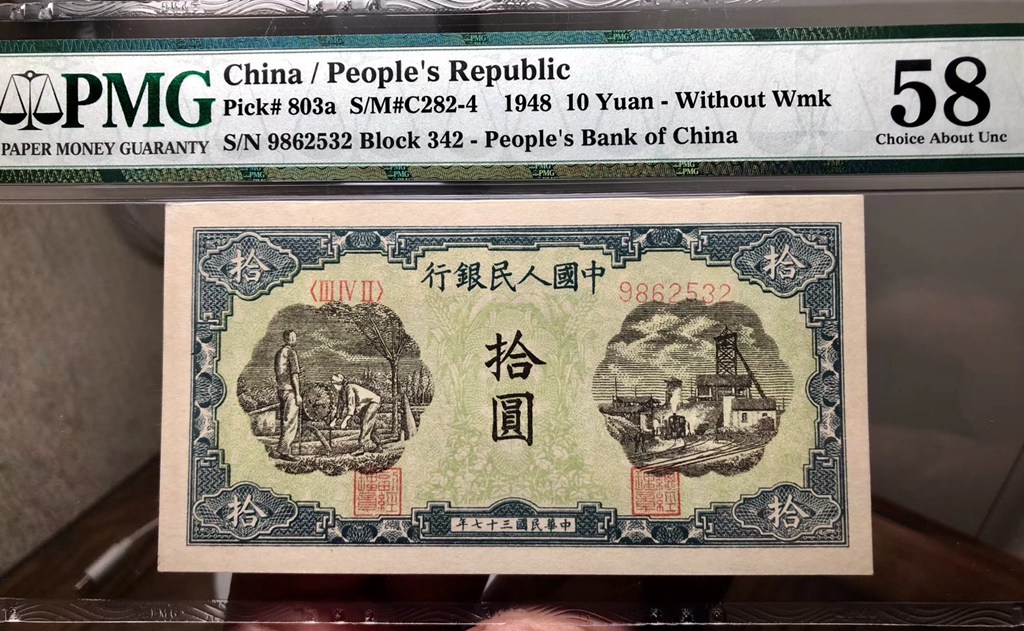 PMG
PAPER MONEY GUARANTY
China / People's Republic
Pick# 803a S/M#C282-4 1948 10 Yuan - Without Wmk
S/N 9862532 Block 342 - People's Bank of China
58
Choice About Unc
拾
拾
行銀民人國中
〈III IV II〉
9862532
拾
圓
拾
年七十三國民華中
拾